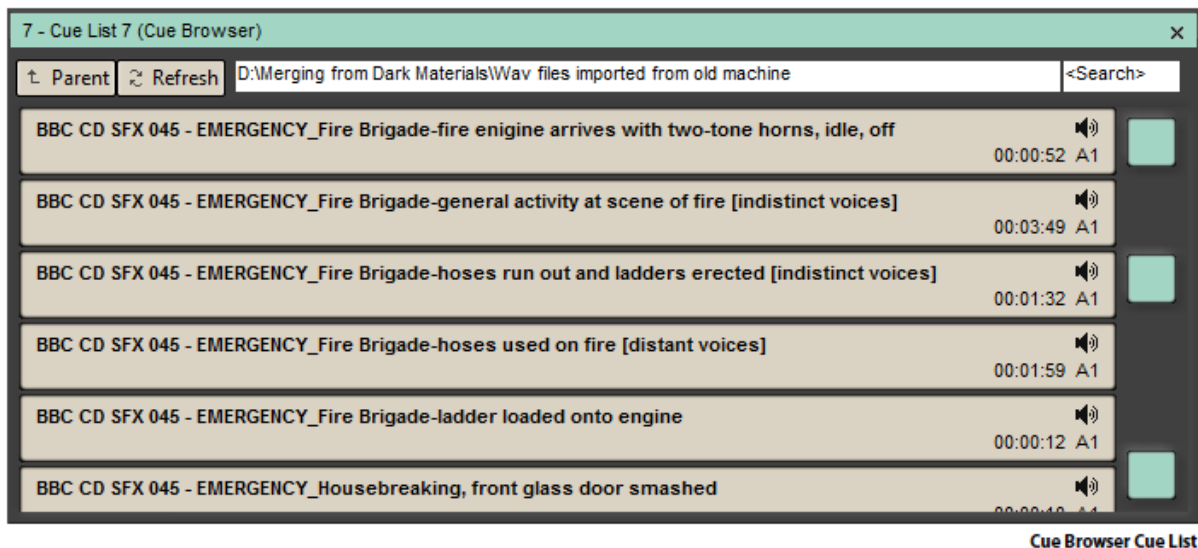 7 - Cue List 7 (Cue Browser)
Parent Refresh D:\Merging from Dark Materials\Wav files imported from old machine <Search>
BBC CD SFX 045 - EMERGENCY_Fire Brigade-fire enigine arrives with two-tone horns, idle, off
00:00:52 A1
BBC CD SFX 045 - EMERGENCY_Fire Brigade-general activity at scene of fire [indistinct voices]
00:03:49 A1
BBC CD SFX 045 - EMERGENCY_Fire Brigade-hoses run out and ladders erected [indistinct voices]
00:01:32 A1
BBC CD SFX 045 - EMERGENCY_Fire Brigade-hoses used on fire [distant voices]
00:01:59 A1
BBC CD SFX 045 - EMERGENCY_Fire Brigade-ladder loaded onto engine
00:00:12 A1
BBC CD SFX 045 - EMERGENCY_Housebreaking, front glass door smashed
Cue Browser Cue List